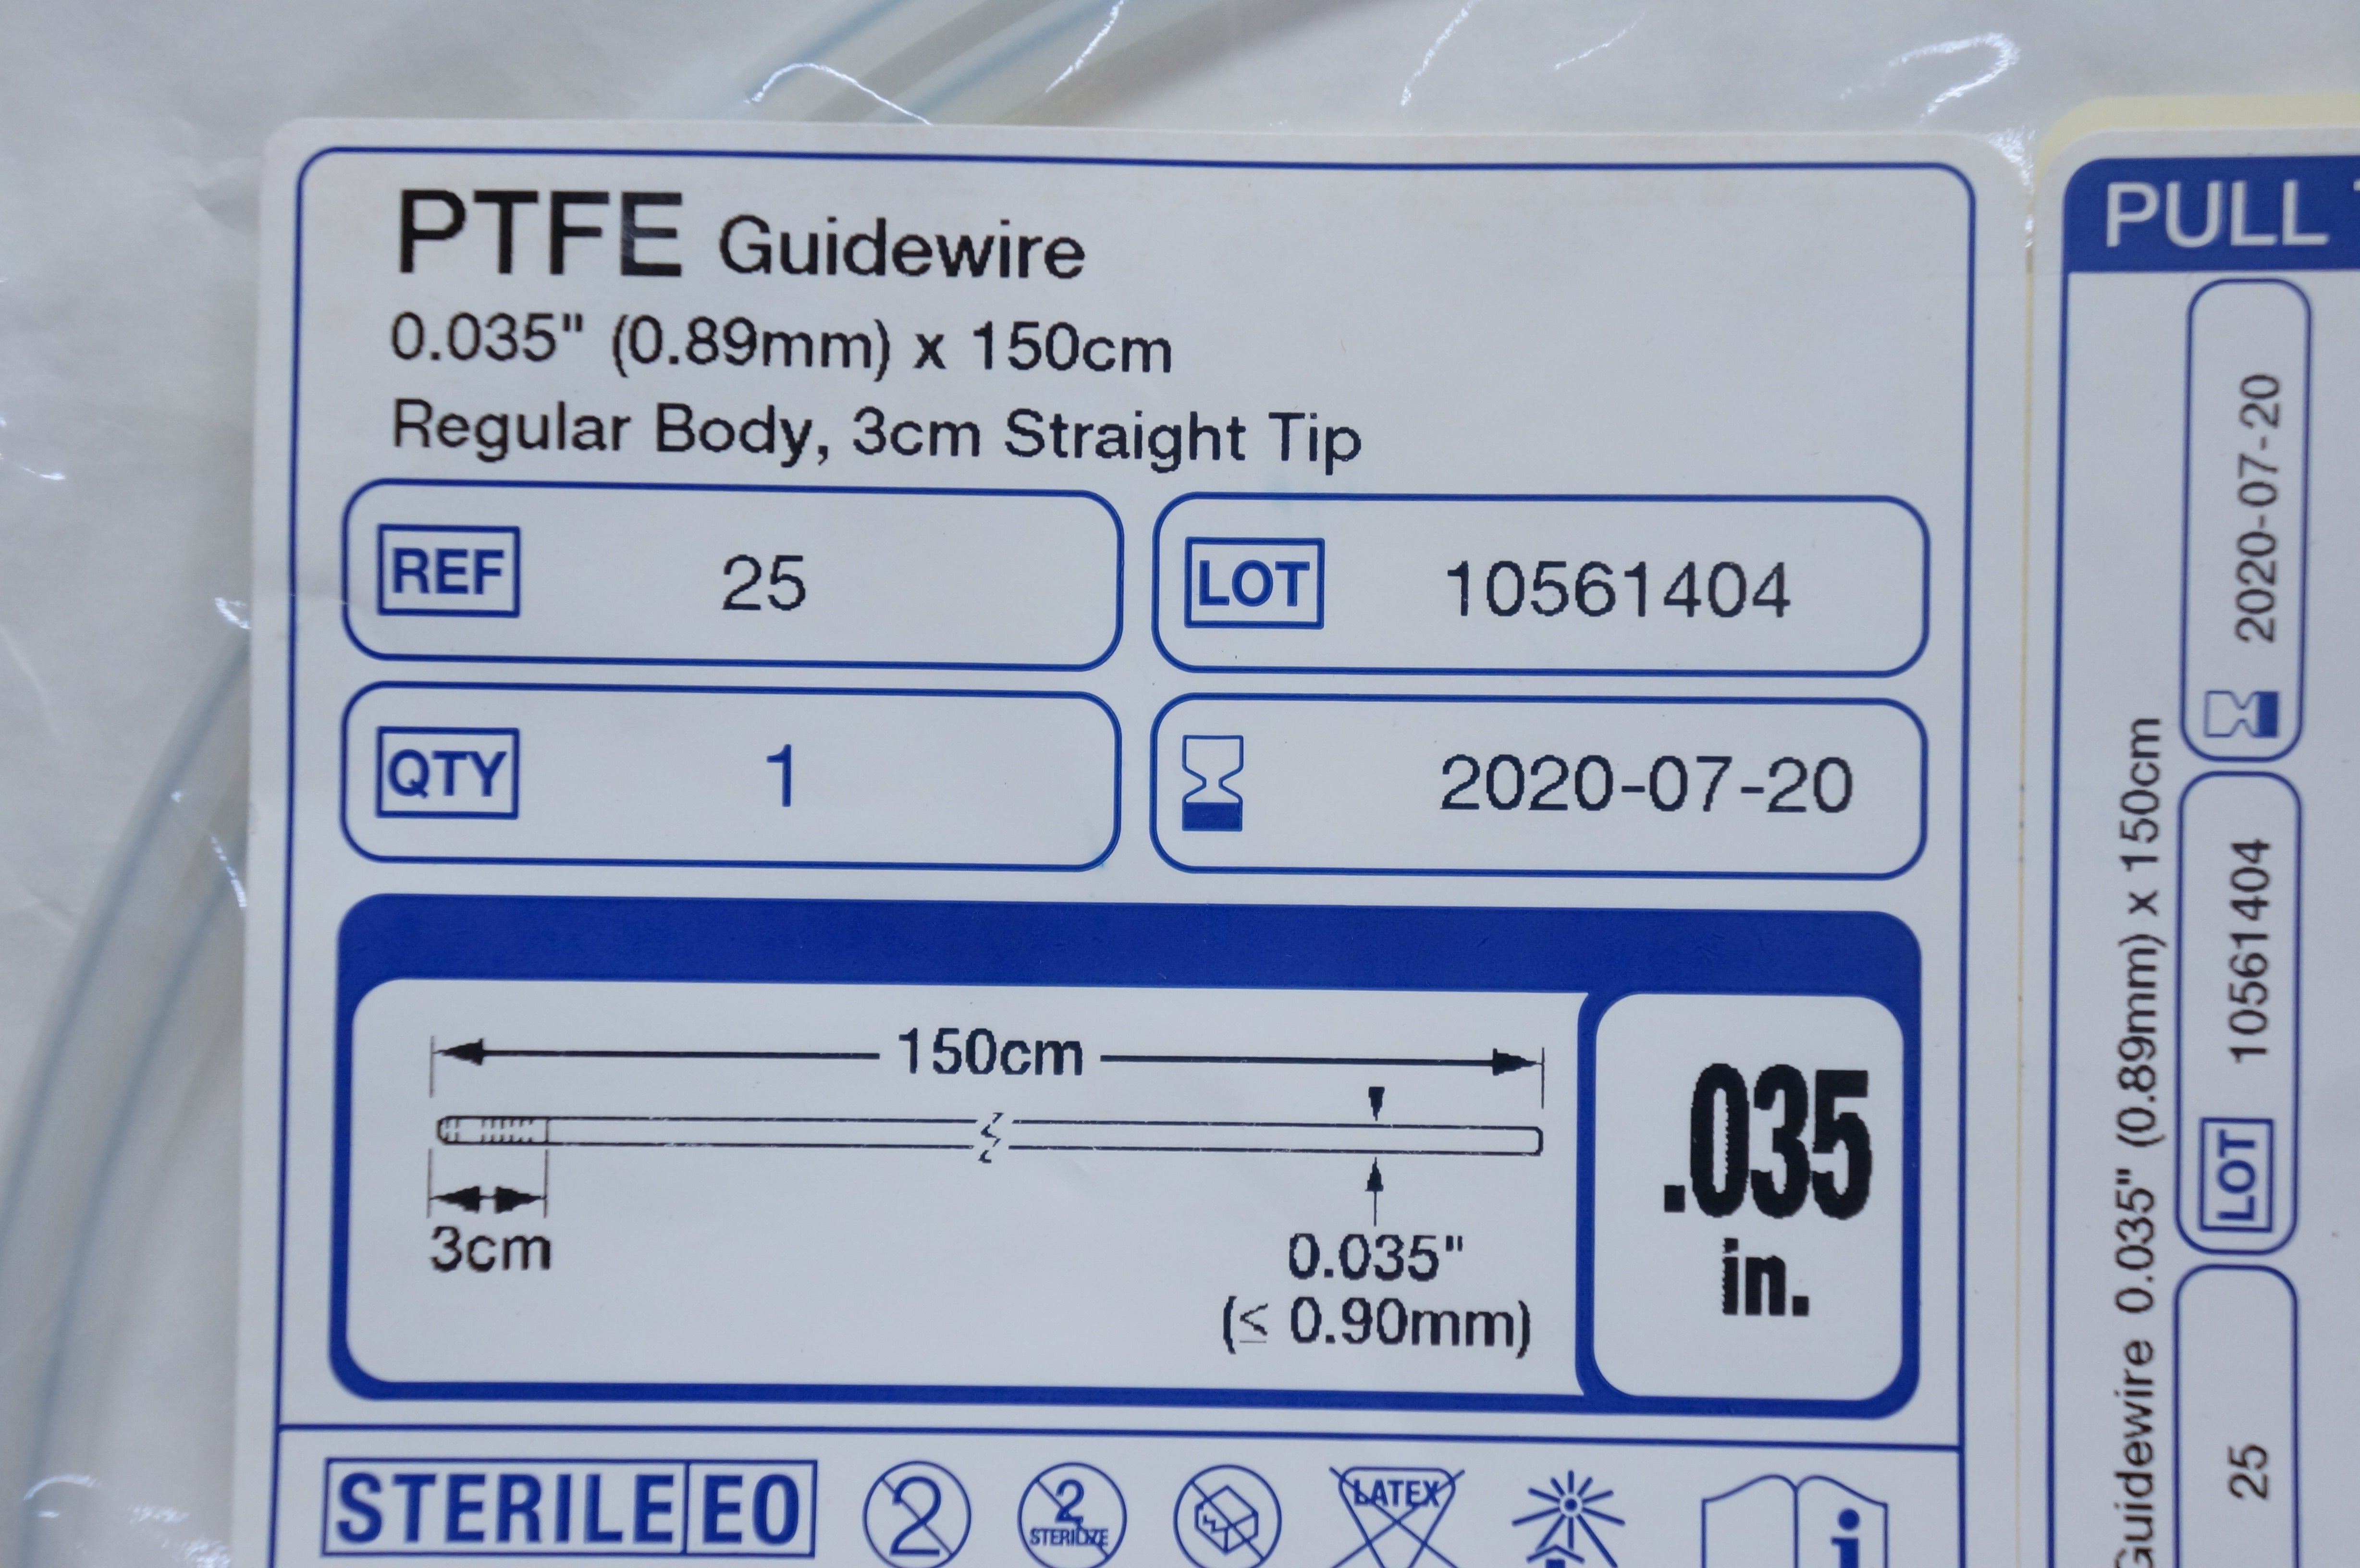 PTFE Guidewire
0.035" (0.89mm) x 150cm
Regular Body, 3cm Straight Tip
REF 25
LOT 10561404
QTY 1
2020-07-20
150cm
3cm
0.035"
(≤ 0.90mm)
.035
in.
STERILE EO
2
2
STERILIZE
LATEX
i
PULL
2020-07-20
LOT 10561404
25
Guidewire 0.035" (0.89mm) x 150cm